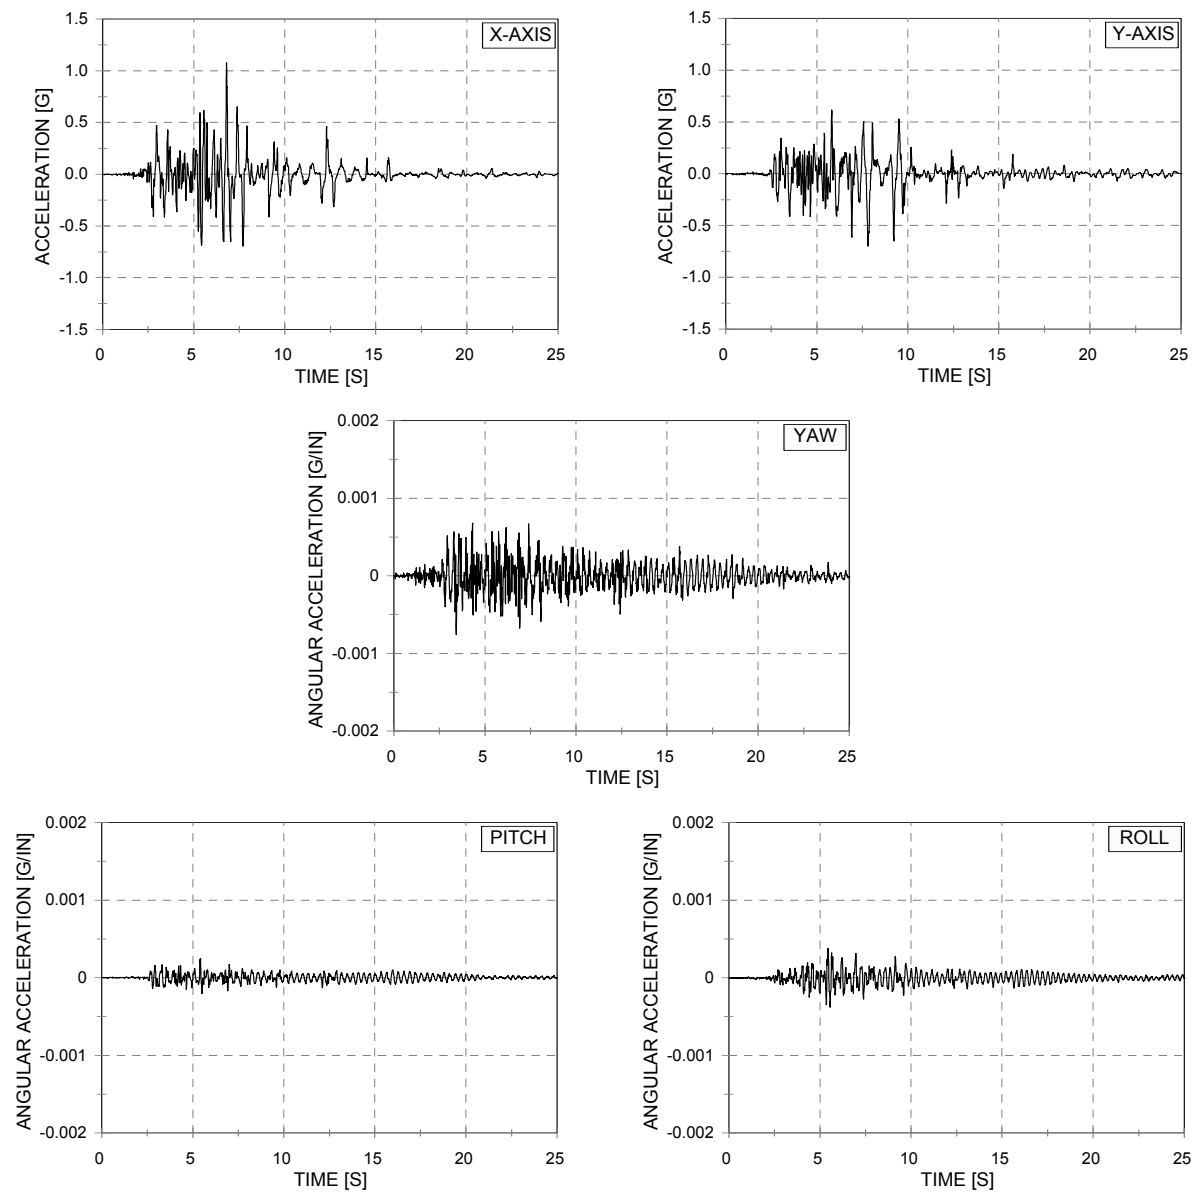 X-AXIS
ACCELERATION [G]
1.5
1.0
0.5
0.0
-0.5
-1.0
-1.5
0 5 10 15 20 25
TIME [S]
Y-AXIS
ACCELERATION [G]
1.5
1.0
0.5
0.0
-0.5
-1.0
-1.5
0 5 10 15 20 25
TIME [S]
YAW
ANGULAR ACCELERATION [G/IN]
0.002
0.001
0
-0.001
-0.002
0 5 10 15 20 25
TIME [S]
PITCH
ANGULAR ACCELERATION [G/IN]
0.002
0.001
0
-0.001
-0.002
0 5 10 15 20 25
TIME [S]
ROLL
ANGULAR ACCELERATION [G/IN]
0.002
0.001
0
-0.001
-0.002
0 5 10 15 20 25
TIME [S]